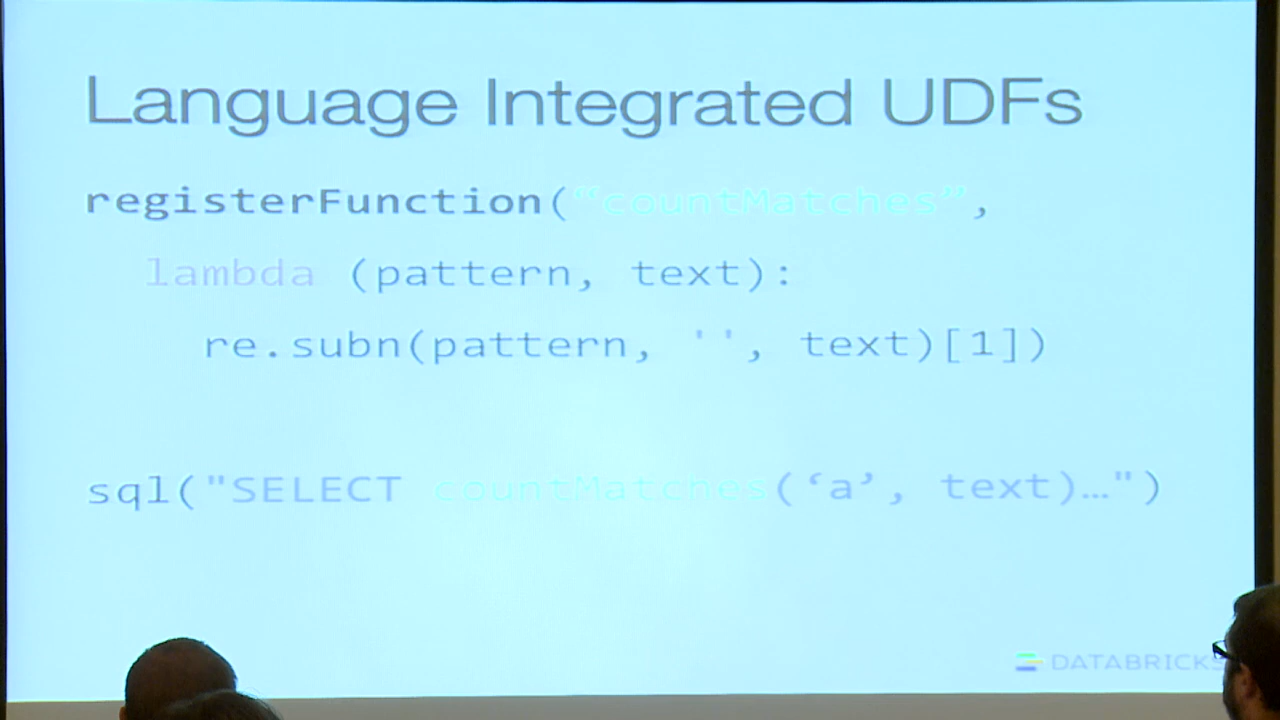 Language Integrated UDFs
registerFunction(“countMatches”,
lambda (pattern, text):
re.subn(pattern, '', text)[1])
sql("SELECT countMatches(‘a’, text)…")
DATABRICKS